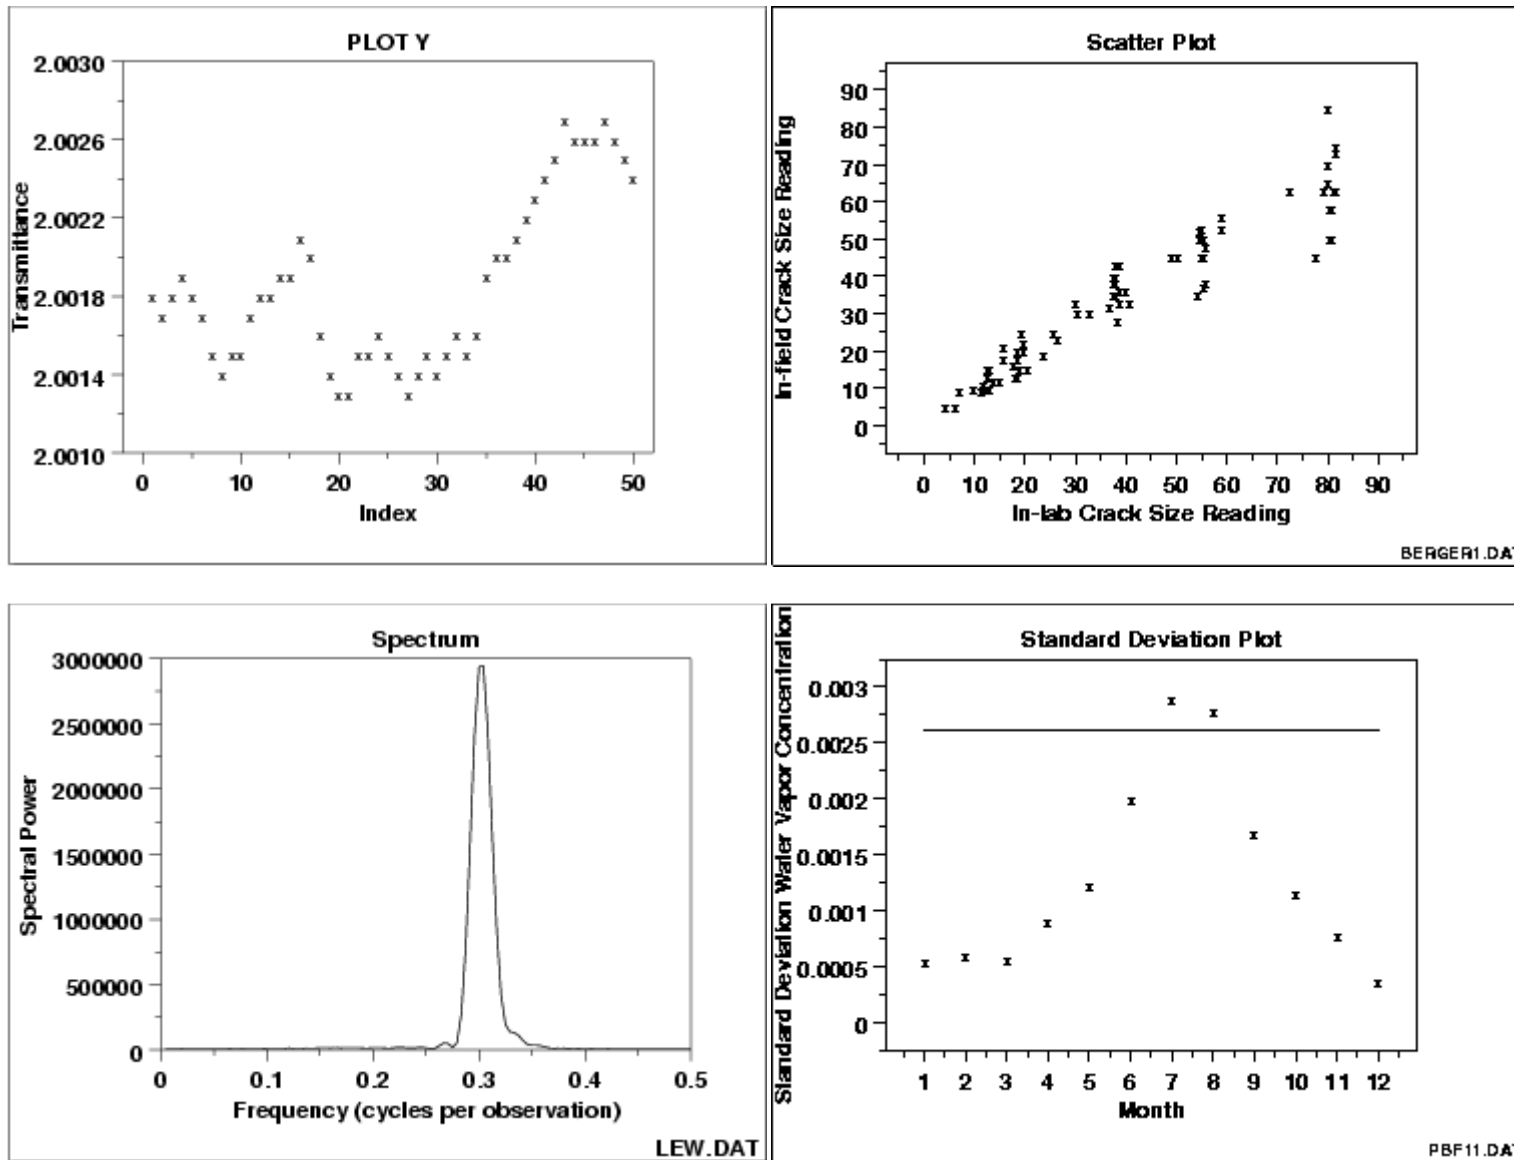 PLOT Y
2.0030
2.0026
2.0022
2.0018
2.0014
2.0010
Transmittance
0 10 20 30 40 50
Index
Scatter Plot
90
80
70
60
50
40
30
20
10
0
In-field Crack Size Reading
0 10 20 30 40 50 60 70 80 90
In-lab Crack Size Reading
BERGER1.DAT
Spectrum
3000000
2500000
2000000
1500000
1000000
500000
0
Spectral Power
0 0.1 0.2 0.3 0.4 0.5
Frequency (cycles per observation)
LEW.DAT
Standard Deviation Plot
0.003
0.0025
0.002
0.0015
0.001
0.0005
0
Standard Deviation Water Vapor Concentration
1 2 3 4 5 6 7 8 9 10 11 12
Month
PBF11.DAT